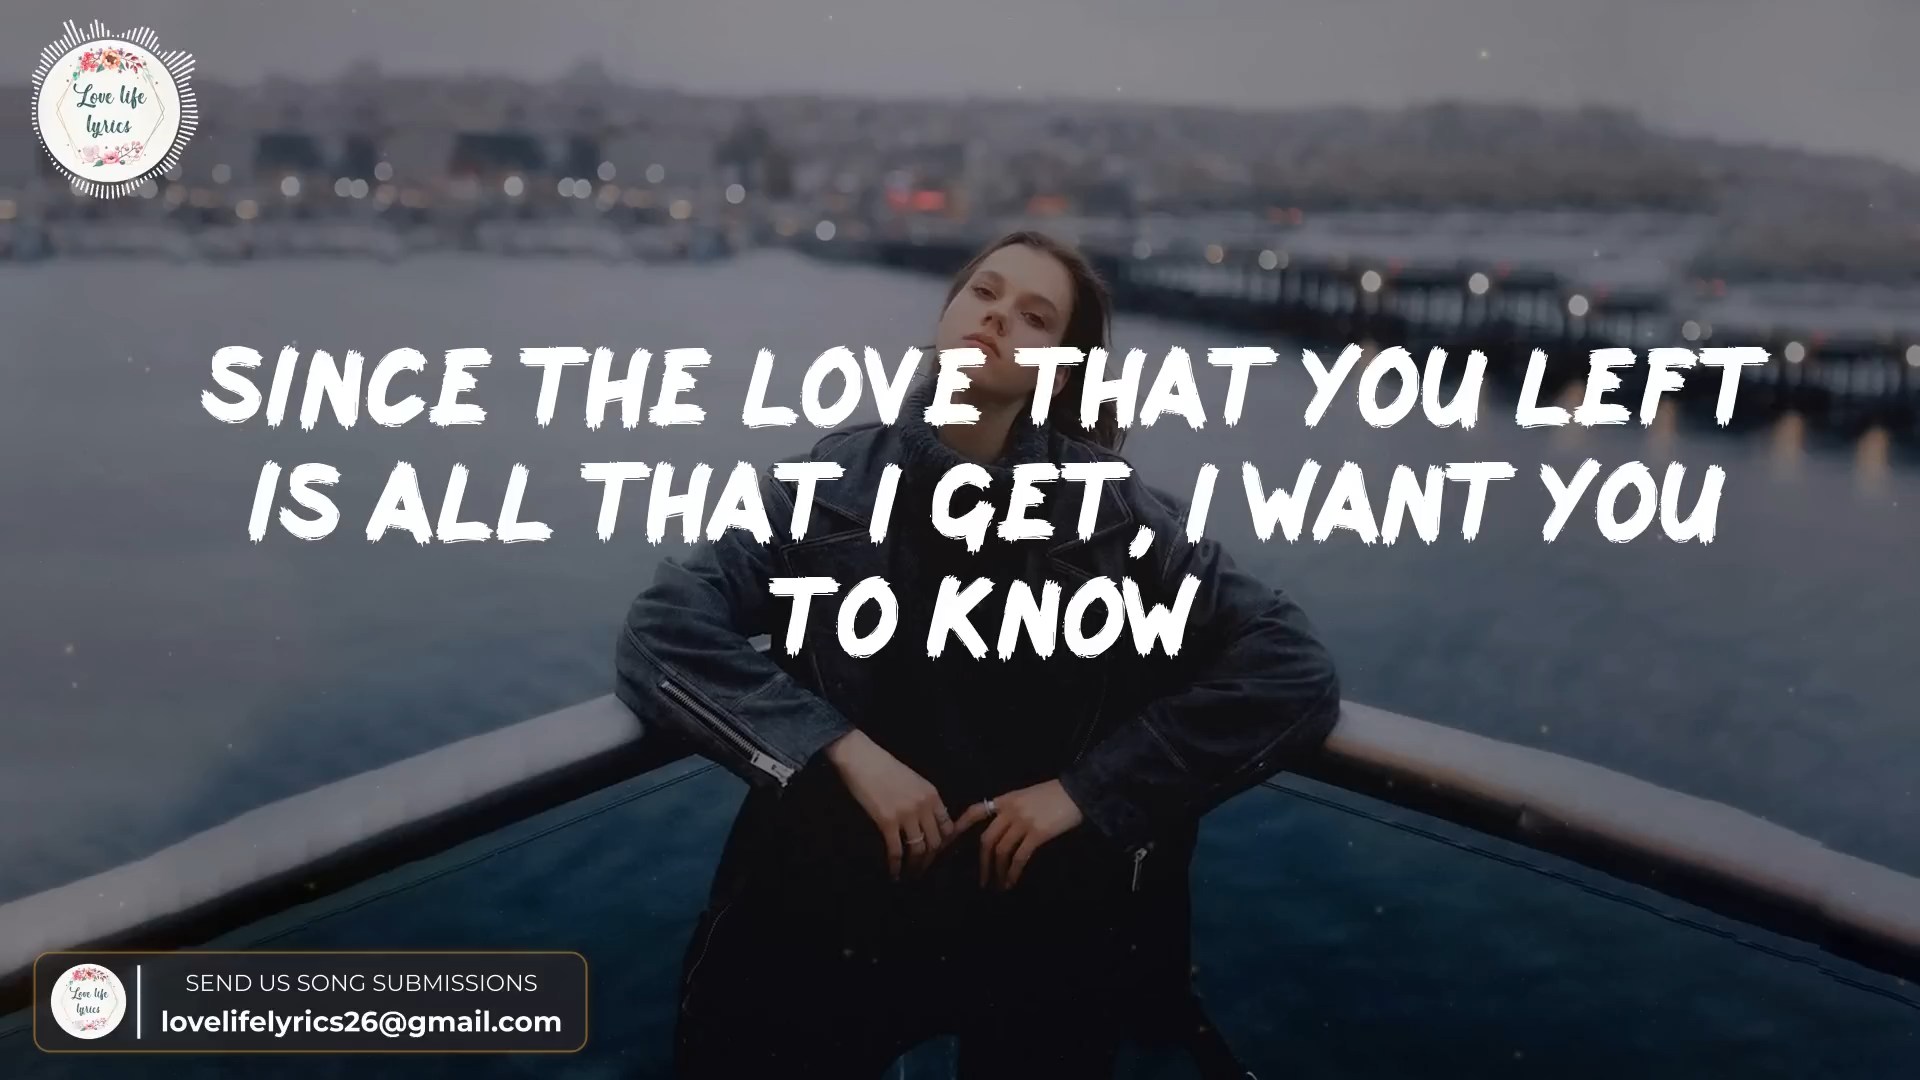 Love life
lyrics
SINCE THE LOVE THAT YOU LEFT
IS ALL THAT I GET, I WANT YOU
TO KNOW
Love life
lyrics
SEND US SONG SUBMISSIONS
lovelifelyrics26@gmail.com